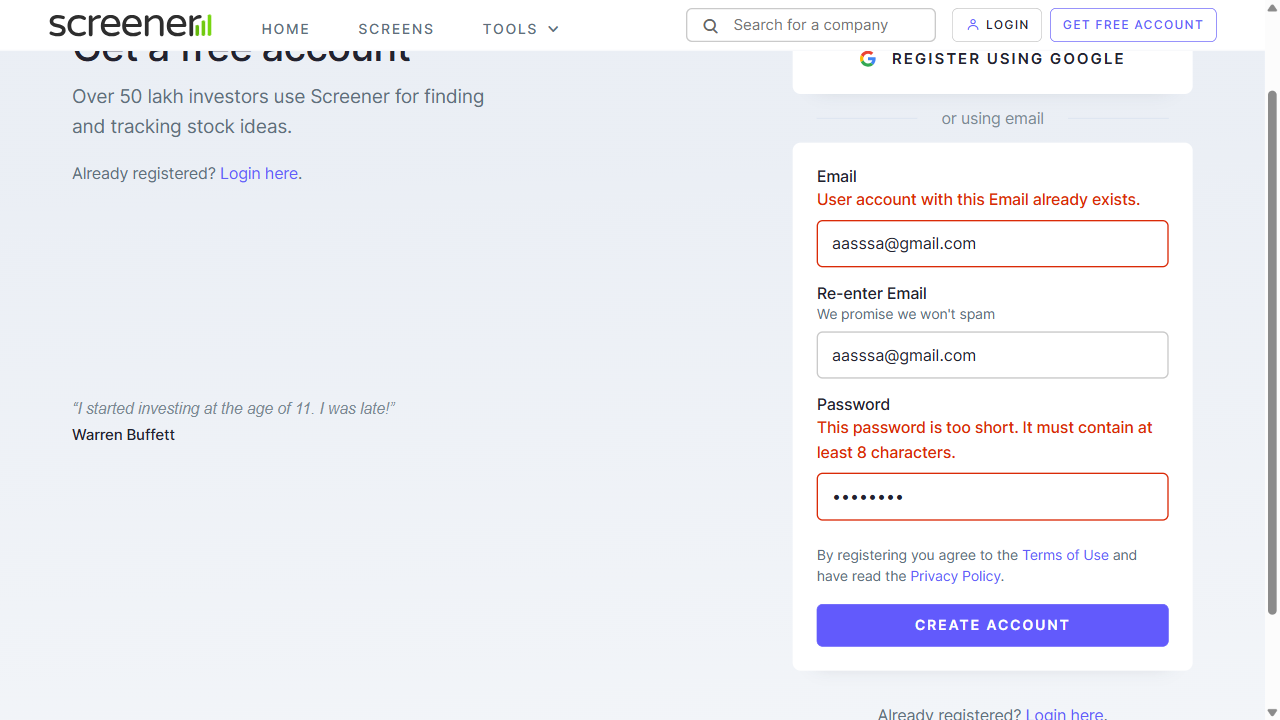 screener
HOME
SCREENS
TOOLS
Search for a company
LOGIN
GET FREE ACCOUNT
Get a free account
Over 50 lakh investors use Screener for finding
and tracking stock ideas.
Already registered? Login here.
“I started investing at the age of 11. I was late!”
Warren Buffett
REGISTER USING GOOGLE
or using email
Email
User account with this Email already exists.
aasssa@gmail.com
Re-enter Email
We promise we won't spam
aasssa@gmail.com
Password
This password is too short. It must contain at
least 8 characters.
••••••••
By registering you agree to the Terms of Use and
have read the Privacy Policy.
CREATE ACCOUNT
Already registered? Login here.